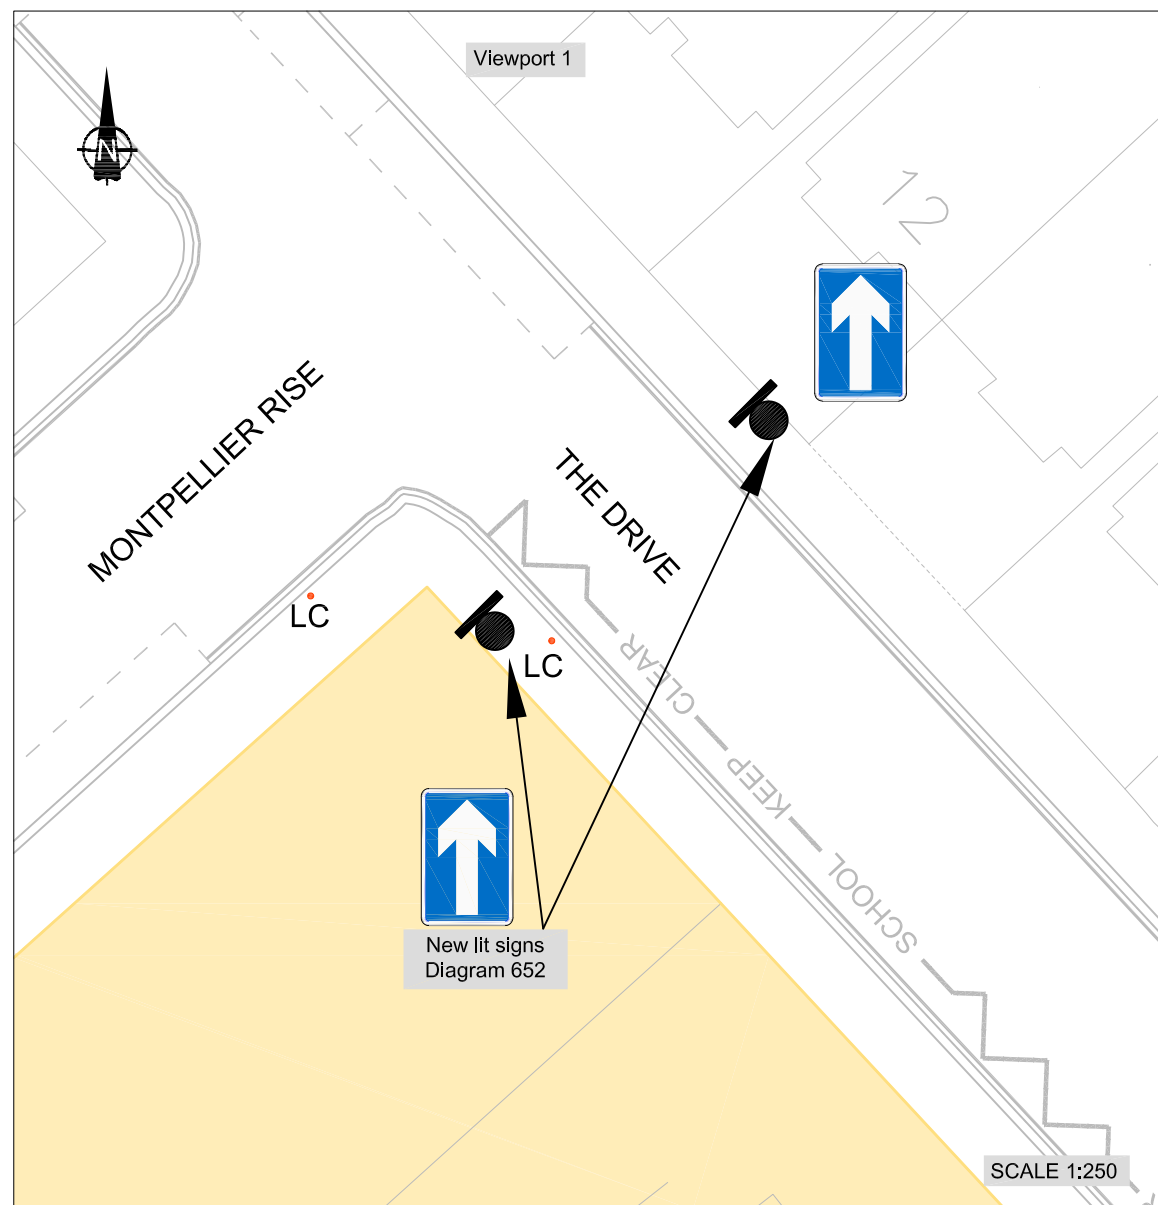 Viewport 1
N
12
MONTPELLIER RISE
THE DRIVE
LC
LC
SCHOOL — KEEP — CLEAR
New lit signs
Diagram 652
SCALE 1:250